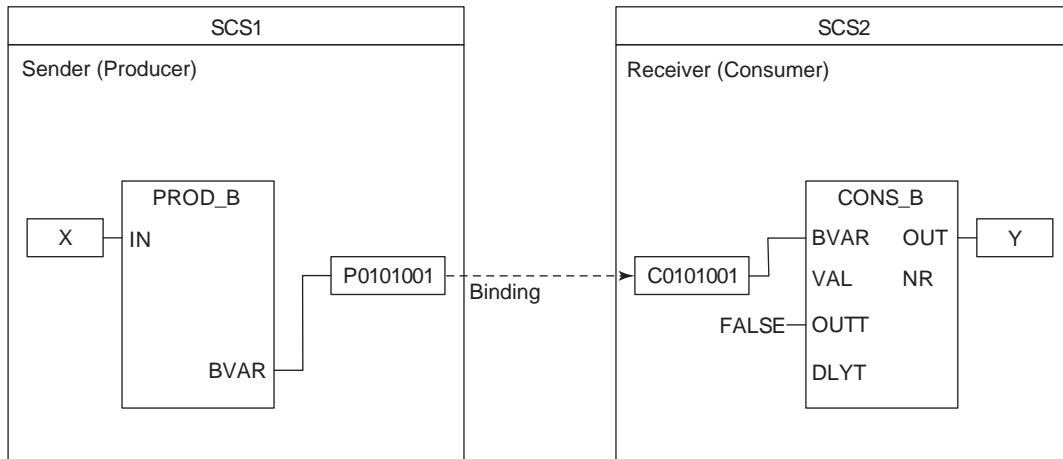 SCS1
Sender (Producer)
PROD_B
X
IN
P0101001
BVAR
Binding
SCS2
Receiver (Consumer)
CONS_B
BVAR OUT
Y
C0101001
VAL NR
FALSE
OUTT
DLYT